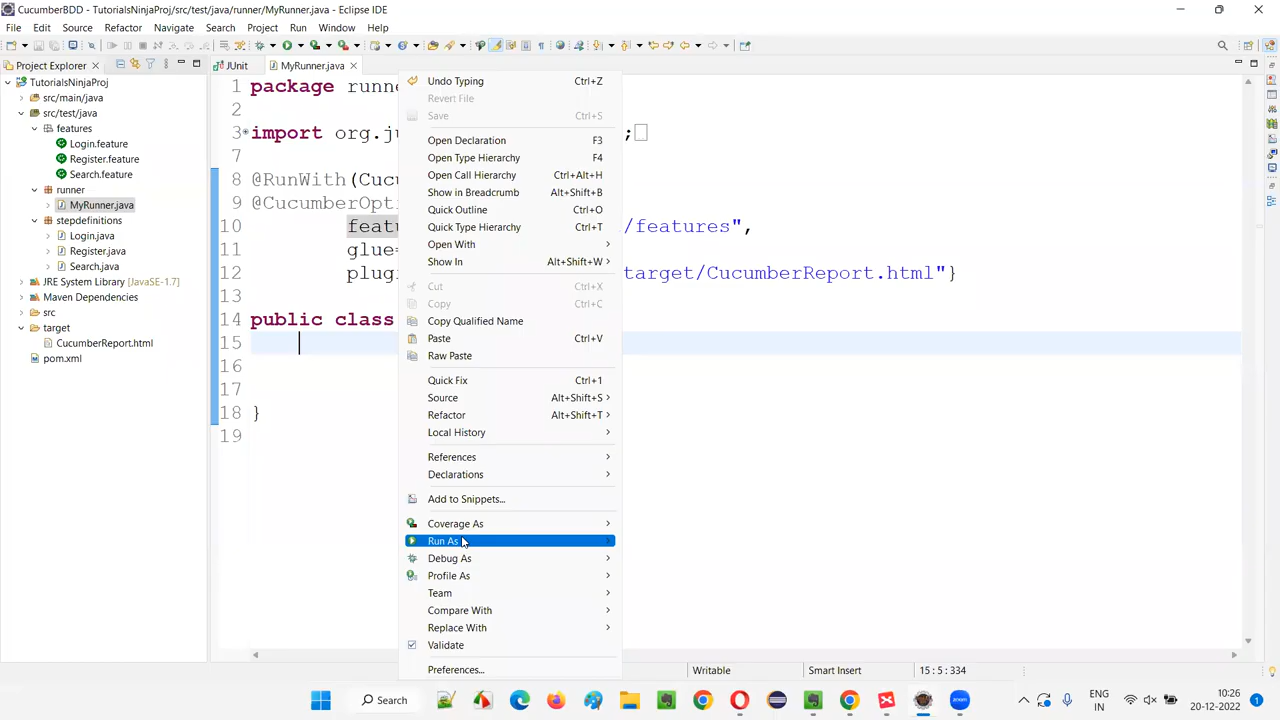 CucumberBDD - TutorialsNinjaProj/src/test/java/runner/MyRunner.java - Eclipse IDE
File Edit Source Refactor Navigate Search Project Run Window Help
Project Explorer
JUnit
MyRunner.java
TutorialsNinjaProj
src/main/java
src/test/java
features
Login.feature
Register.feature
Search.feature
runner
MyRunner.java
stepdefinitions
Login.java
Register.java
Search.java
JRE System Library [JavaSE-1.7]
Maven Dependencies
src
target
CucumberReport.html
pom.xml
1 package runne
2
3 import org.ju ;
7
8 @RunWith(Cuc
9 @CucumberOpti
10 featu /features",
11 glue=
12 plugi target/CucumberReport.html"}
13
14 public class
15
16
17
18 }
19
Undo Typing Ctrl+Z
Revert File
Save Ctrl+S
Open Declaration F3
Open Type Hierarchy F4
Open Call Hierarchy Ctrl+Alt+H
Show in Breadcrumb Alt+Shift+B
Quick Outline Ctrl+O
Quick Type Hierarchy Ctrl+T
Open With
Show In Alt+Shift+W
Cut Ctrl+X
Copy Ctrl+C
Copy Qualified Name
Paste Ctrl+V
Raw Paste
Quick Fix Ctrl+1
Source Alt+Shift+S
Refactor Alt+Shift+T
Local History
References
Declarations
Add to Snippets...
Coverage As
Run As
Debug As
Profile As
Team
Compare With
Replace With
Validate
Preferences...
Writable Smart Insert 15 : 5 : 334
Search
ENG
IN
10:26
20-12-2022
1